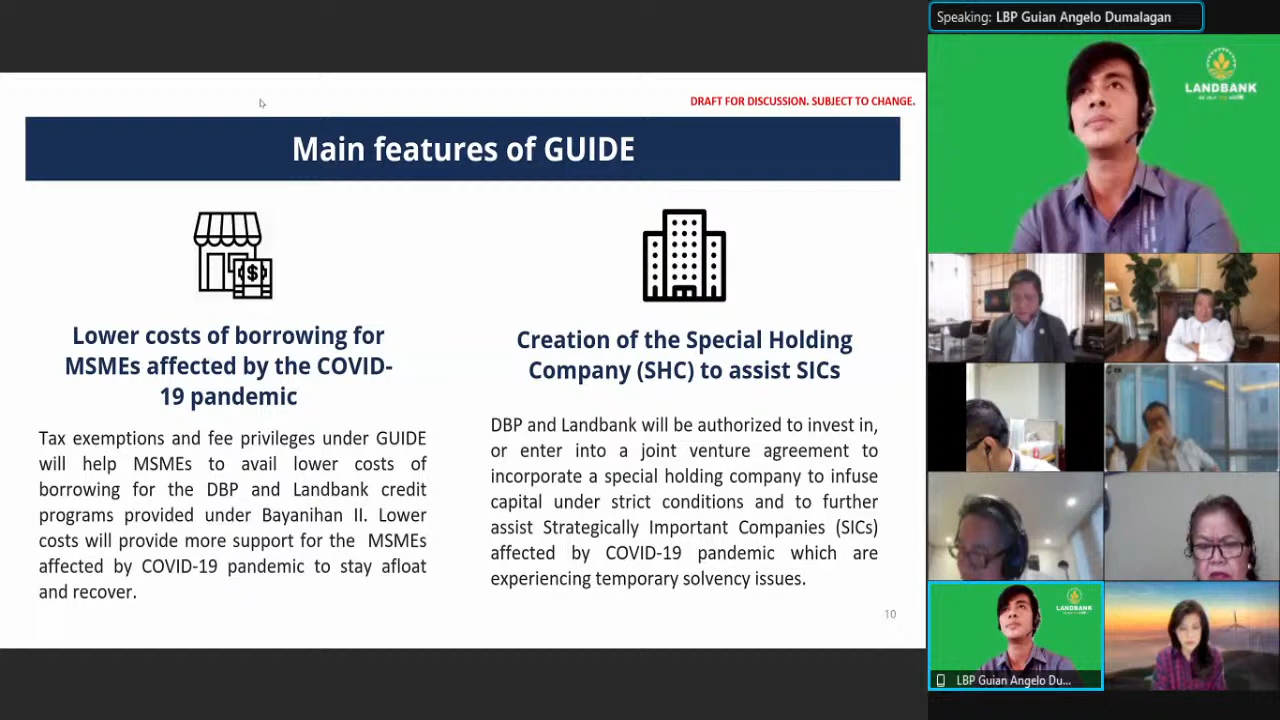 Speaking: LBP Guian Angelo Dumalagan
DRAFT FOR DISCUSSION. SUBJECT TO CHANGE.
Main features of GUIDE
Lower costs of borrowing for
MSMEs affected by the COVID-
19 pandemic
Tax exemptions and fee privileges under GUIDE
will help MSMEs to avail lower costs of
borrowing for the DBP and Landbank credit
programs provided under Bayanihan II. Lower
costs will provide more support for the MSMEs
affected by COVID-19 pandemic to stay afloat
and recover.
Creation of the Special Holding
Company (SHC) to assist SICs
DBP and Landbank will be authorized to invest in,
or enter into a joint venture agreement to
incorporate a special holding company to infuse
capital under strict conditions and to further
assist Strategically Important Companies (SICs)
affected by COVID-19 pandemic which are
experiencing temporary solvency issues.
10
LANDBANK
LANDBANK
LBP Guian Angelo Du...